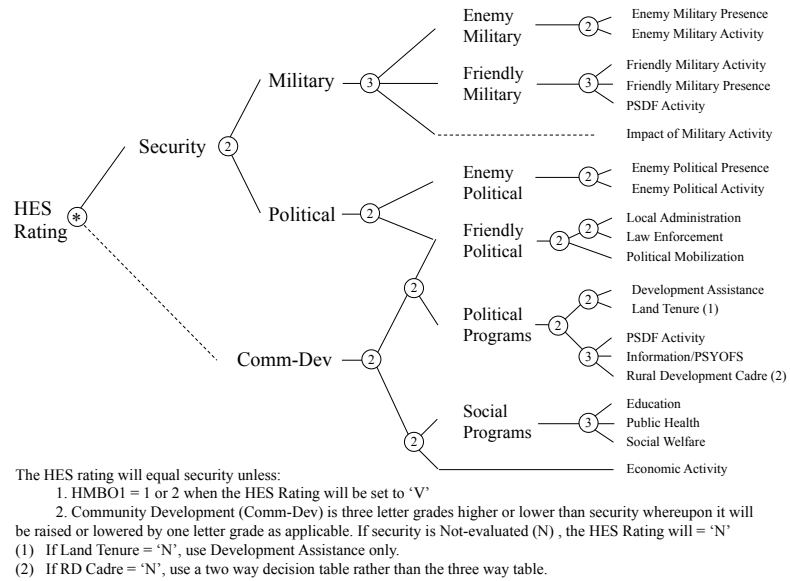 Enemy Military Presence
Enemy
Military
2
Enemy Military Activity
Friendly Military Activity
Military
3
Friendly
Military
3
Friendly Military Presence
PSDF Activity
Impact of Military Activity
Security
2
Enemy Political Presence
Enemy
Political
2
Enemy Political Activity
HES
Rating
*
Political
2
Local Administration
Friendly
Political
2
2
Law Enforcement
Political Mobilization
2
Development Assistance
2
Land Tenure (1)
Political
Programs
2
PSDF Activity
3
Information/PSYOFS
Rural Development Cadre (2)
Comm-Dev
2
Education
Social
Programs
3
Public Health
Social Welfare
2
Economic Activity
The HES rating will equal security unless:
1. HMBO1 = 1 or 2 when the HES Rating will be set to ‘V’
2. Community Development (Comm-Dev) is three letter grades higher or lower than security whereupon it will
be raised or lowered by one letter grade as applicable. If security is Not-evaluated (N) , the HES Rating will = ‘N’
(1) If Land Tenure = ‘N’, use Development Assistance only.
(2) If RD Cadre = ‘N’, use a two way decision table rather than the three way table.